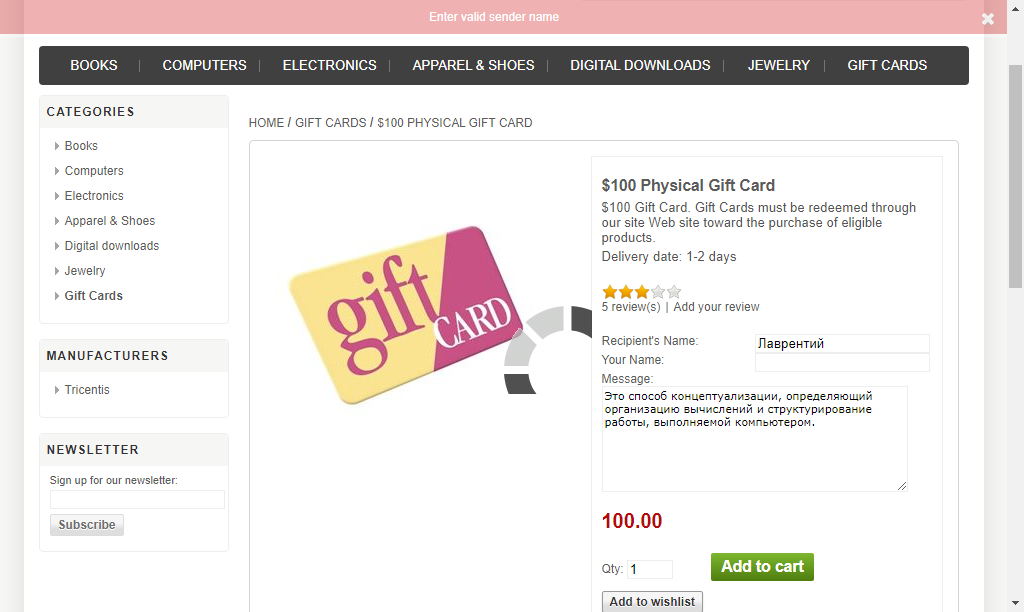 Enter valid sender name
BOOKS COMPUTERS ELECTRONICS APPAREL & SHOES DIGITAL DOWNLOADS JEWELRY GIFT CARDS
CATEGORIES
Books
Computers
Electronics
Apparel & Shoes
Digital downloads
Jewelry
Gift Cards
MANUFACTURERS
Tricentis
NEWSLETTER
Sign up for our newsletter:
Subscribe
HOME / GIFT CARDS / $100 PHYSICAL GIFT CARD
gift
CARD
$100 Physical Gift Card
$100 Gift Card. Gift Cards must be redeemed through
our site Web site toward the purchase of eligible
products.
Delivery date: 1-2 days
5 review(s) | Add your review
Recipient's Name: Лаврентий
Your Name:
Message:
Это способ концептуализации, определяющий
организацию вычислений и структурирование
работы, выполняемой компьютером.
100.00
Qty: 1 Add to cart
Add to wishlist